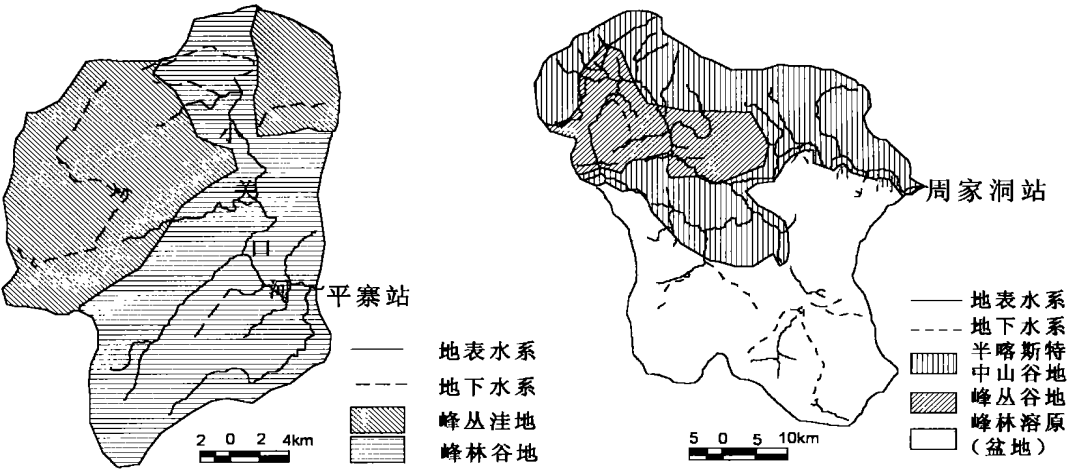 小
关
口
河
平寨站
地表水系
地下水系
峰丛洼地
峰林谷地
2 0 2 4km
周家洞站
地表水系
地下水系
半喀斯特
中山谷地
峰丛谷地
峰林溶原
(盆地)
5 0 5 10km